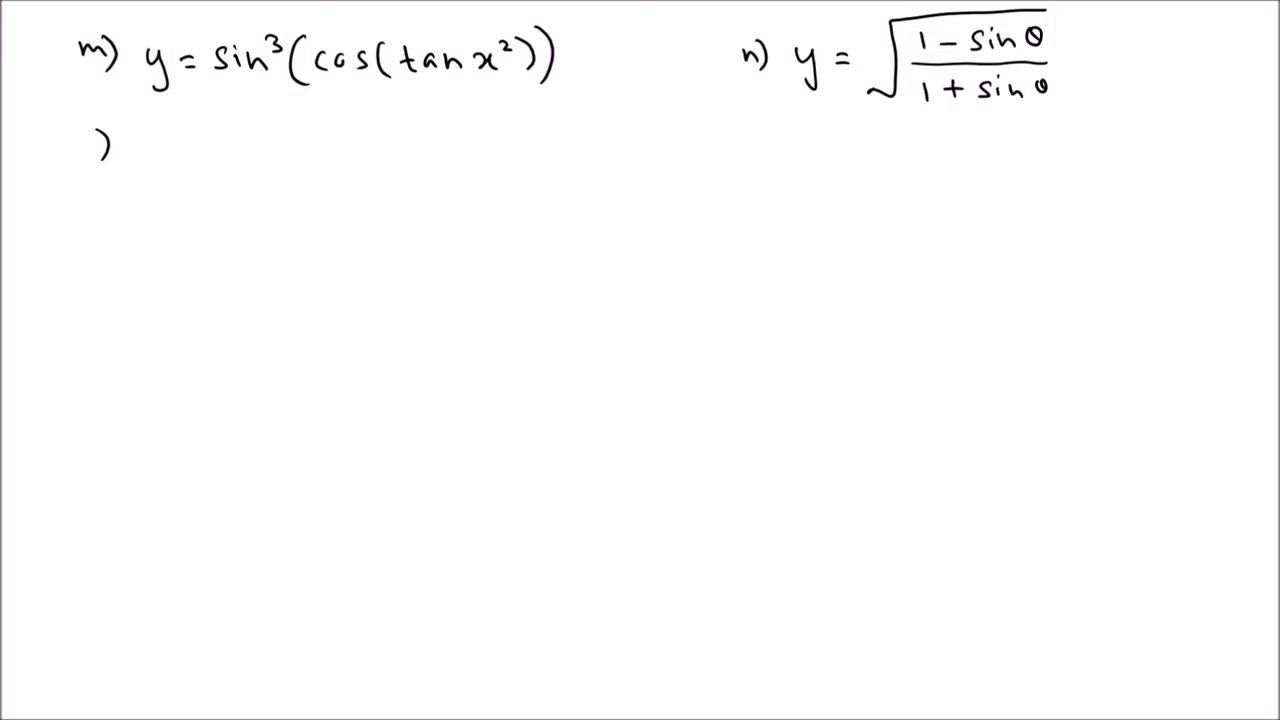 m) y = sin³(cos(tan x²))
n) y = √((1 - sin θ)/(1 + sin θ))
)